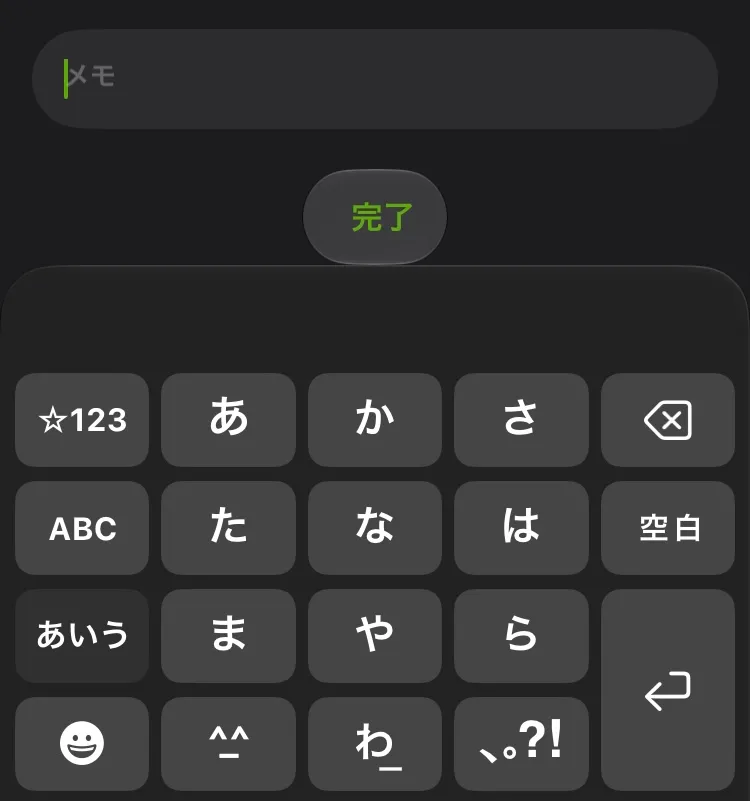 メモ
完了
☆123 あ か さ
ABC た な は 空白
あいう ま や ら
^_^ わ_ 、。?!